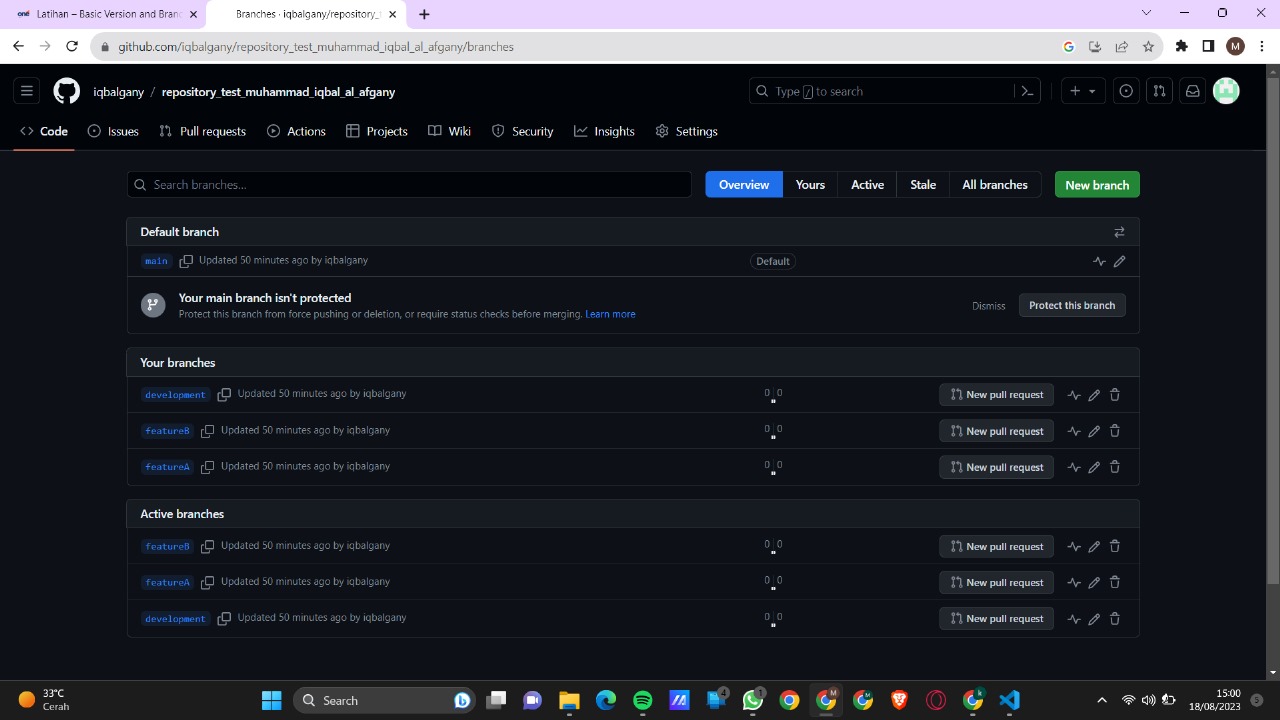 Latihan – Basic Version and Branc
Branches · iqbalgany/repository_t
github.com/iqbalgany/repository_test_muhammad_iqbal_al_afgany/branches
M
iqbalgany / repository_test_muhammad_iqbal_al_afgany
Type / to search
Code Issues Pull requests Actions Projects Wiki Security Insights Settings
Search branches...
Overview Yours Active Stale All branches New branch
Default branch
main Updated 50 minutes ago by iqbalgany Default
Your main branch isn't protected
Protect this branch from force pushing or deletion, or require status checks before merging. Learn more
Dismiss Protect this branch
Your branches
development Updated 50 minutes ago by iqbalgany 0 0 New pull request
featureB Updated 50 minutes ago by iqbalgany 0 0 New pull request
featureA Updated 50 minutes ago by iqbalgany 0 0 New pull request
Active branches
featureB Updated 50 minutes ago by iqbalgany 0 0 New pull request
featureA Updated 50 minutes ago by iqbalgany 0 0 New pull request
development Updated 50 minutes ago by iqbalgany 0 0 New pull request
33°C
Cerah
Search
4
1
M
M
k
15:00
18/08/2023
5